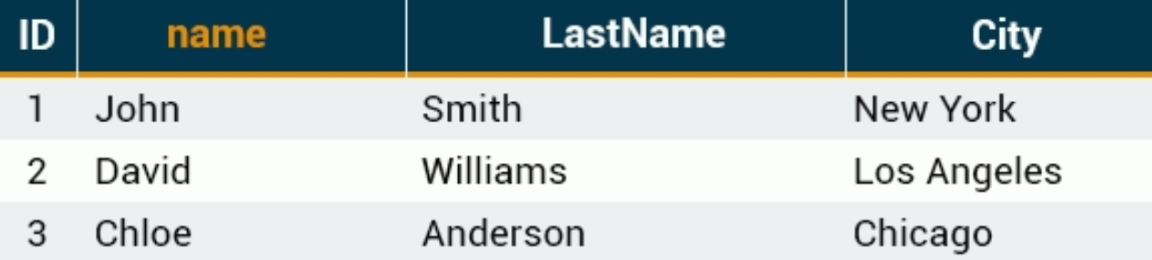 ID name LastName City
1 John Smith New York
2 David Williams Los Angeles
3 Chloe Anderson Chicago